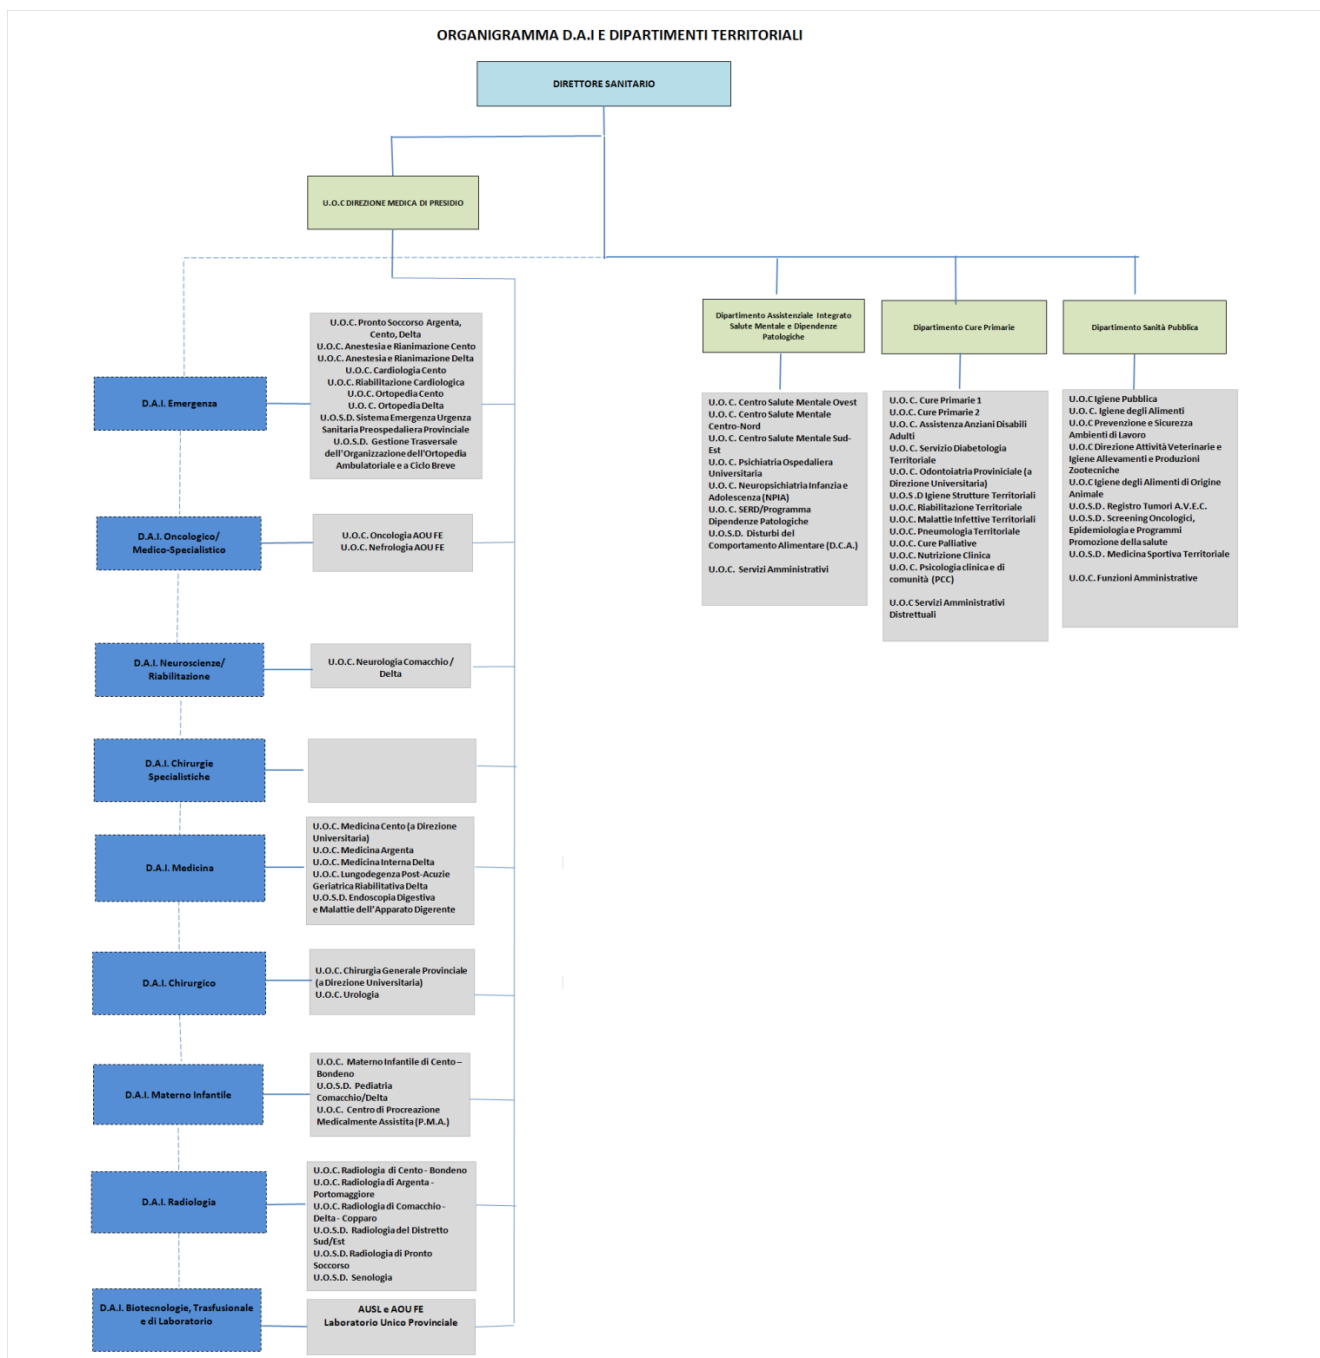 ORGANIGRAMMA D.A.I E DIPARTIMENTI TERRITORIALI
DIRETTORE SANITARIO
U.O.C DIREZIONE MEDICA DI PRESIDIO
Dipartimento Assistenziale Integrato
Salute Mentale e Dipendenze
Patologiche
Dipartimento Cure Primarie
Dipartimento Sanità Pubblica
U.O. C. Centro Salute Mentale Ovest
U.O. C. Centro Salute Mentale
Centro-Nord
U.O. C. Centro Salute Mentale Sud-
Est
U.O. C. Psichiatria Ospedaliera
Universitaria
U.O. C. Neuropsichiatria Infanzia e
Adolescenza (NPIA)
U.O. C. SERD/Programma
Dipendenze Patologiche
U.O.S.D. Disturbi del
Comportamento Alimentare (D.C.A.)
U.O.C. Servizi Amministrativi
U.O. C. Cure Primarie 1
U.O.C. Cure Primarie 2
U.O. C. Assistenza Anziani Disabili
Adulti
U.O. C. Servizio Diabetologia
Territoriale
U.O. C. Odontoiatria Proviniciale (a
Direzione Universitaria)
U.O.S .D Igiene Strutture Territoriali
U.O.C. Riabilitazione Territoriale
U.O.C. Malattie Infettive Territoriali
U.O.C. Pneumologia Territoriale
U.O.C. Cure Palliative
U.O.C. Nutrizione Clinica
U.O. C. Psicologia clinica e di
comunità (PCC)
U.O.C Servizi Amministrativi
Distrettuali
U.O.C Igiene Pubblica
U.O. C. Igiene degli Alimenti
U.O.C Prevenzione e Sicurezza
Ambienti di Lavoro
U.O.C Direzione Attività Veterinarie e
Igiene Allevamenti e Produzioni
Zootecniche
U.O.C Igiene degli Alimenti di Origine
Animale
U.O.S.D. Registro Tumori A.V.E.C.
U.O.S.D. Screening Oncologici,
Epidemiologia e Programmi
Promozione della salute
U.O.S.D. Medicina Sportiva Territoriale
U.O.C. Funzioni Amministrative
D.A.I. Emergenza
U.O.C. Pronto Soccorso Argenta,
Cento, Delta
U.O.C. Anestesia e Rianimazione Cento
U.O.C. Anestesia e Rianimazione Delta
U.O.C. Cardiologia Cento
U.O.C. Riabilitazione Cardiologica
U.O.C. Ortopedia Cento
U.O. C. Ortopedia Delta
U.O.S.D. Sistema Emergenza Urgenza
Sanitaria Preospedaliera Provinciale
U.O.S.D. Gestione Trasversale
dell'Organizzazione dell'Ortopedia
Ambulatoriale e a Ciclo Breve
D.A.I. Oncologico/
Medico-Specialistico
U.O.C. Oncologia AOU FE
U.O.C. Nefrologia AOU FE
D.A.I. Neuroscienze/
Riabilitazione
U.O.C. Neurologia Comacchio /
Delta
D.A.I. Chirurgie
Specialistiche
D.A.I. Medicina
U.O.C. Medicina Cento (a Direzione
Universitaria)
U.O.C. Medicina Argenta
U.O.C. Medicina Interna Delta
U.O.C. Lungodegenza Post-Acuzie
Geriatrica Riabilitativa Delta
U.O.S.D. Endoscopia Digestiva
e Malattie dell'Apparato Digerente
D.A.I. Chirurgico
U.O.C. Chirurgia Generale Provinciale
(a Direzione Universitaria)
U.O.C. Urologia
D.A.I. Materno Infantile
U.O.C. Materno Infantile di Cento –
Bondeno
U.O.S.D. Pediatria
Comacchio/Delta
U.O.C. Centro di Procreazione
Medicalmente Assistita (P.M.A.)
D.A.I. Radiologia
U.O.C. Radiologia di Cento - Bondeno
U.O.C. Radiologia di Argenta -
Portomaggiore
U.O.C. Radiologia di Comacchio -
Delta - Copparo
U.O.S.D. Radiologia del Distretto
Sud/Est
U.O.S.D. Radiologia di Pronto
Soccorso
U.O.S.D. Senologia
D.A.I. Biotecnologie, Trasfusionale
e di Laboratorio
AUSL e AOU FE
Laboratorio Unico Provinciale